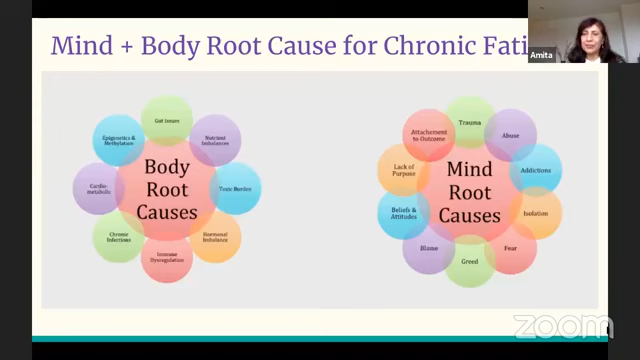 Mind + Body Root Cause for Chronic Fati
Amita
Gut Issues
Nutrient
Imbalances
Toxic Burden
Hormonal
Imbalance
Immune
Dysregulation
Chronic
Infections
Cardio-
metabolic
Epigenetics &
Methylation
Body
Root
Causes
Trauma
Abuse
Addictions
Isolation
Fear
Greed
Blame
Beliefs &
Attitudes
Lack of
Purpose
Attachement
to Outcome
Mind
Root
Causes
zoom